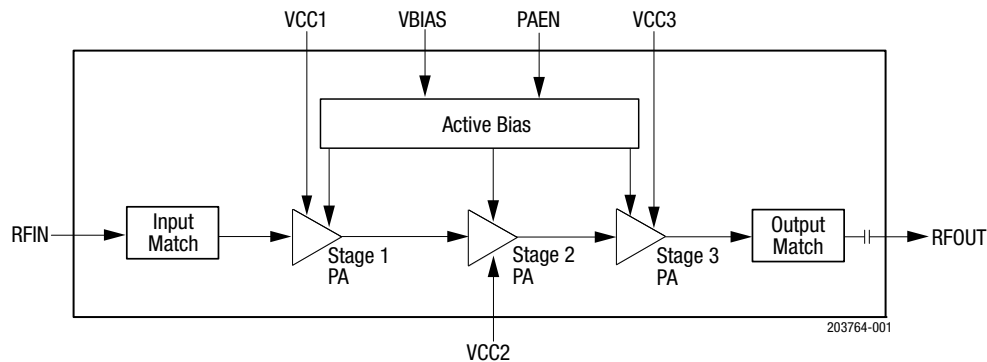 VCC1
VBIAS
PAEN
VCC3
Active Bias
RFIN
Input
Match
Stage 1
PA
Stage 2
PA
Stage 3
PA
Output
Match
RFOUT
203764-001
VCC2